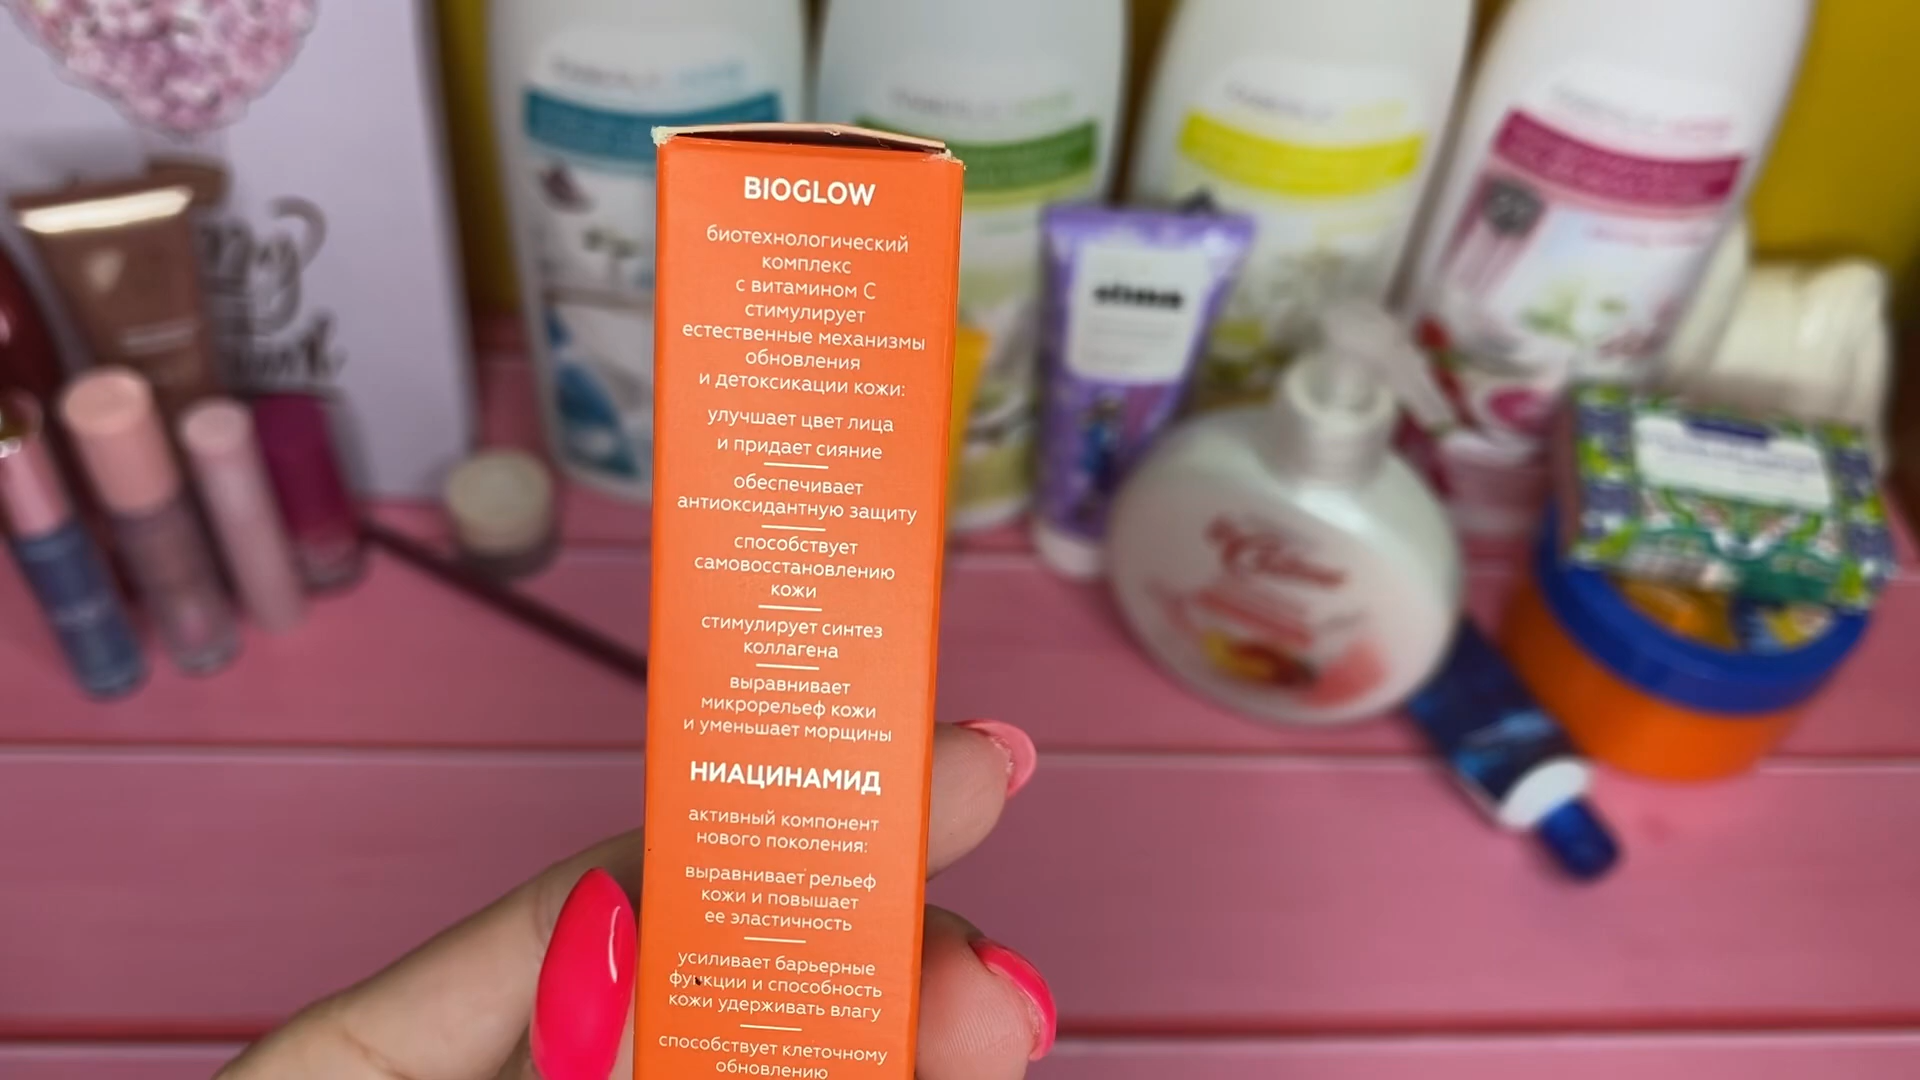 BIOGLOW
биотехнологический
комплекс
с витамином С
стимулирует
естественные механизмы
обновления
и детоксикации кожи:
улучшает цвет лица
и придает сияние
обеспечивает
антиоксидантную защиту
способствует
самовосстановлению
кожи
стимулирует синтез
коллагена
выравнивает
микрорельеф кожи
и уменьшает морщины
НИАЦИНАМИД
активный компонент
нового поколения:
выравнивает рельеф
кожи и повышает
ее эластичность
усиливает барьерные
функции и способность
кожи удерживать влагу
способствует клеточному
обновлению